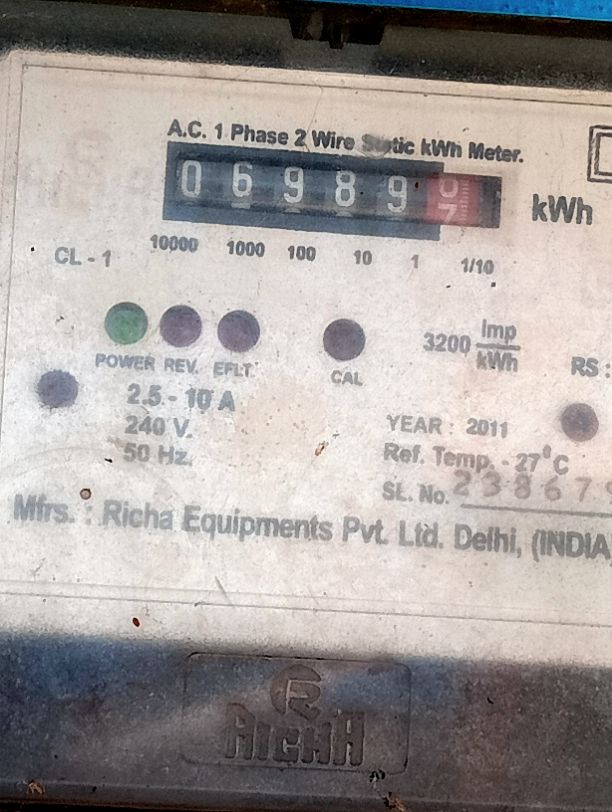 A.C. 1 Phase 2 Wire Static kWh Meter.
0 6 9 8 9
kWh
CL - 1 10000 1000 100 10 1 1/10
POWER REV. EFLT. CAL
3200 Imp/kWh
RS :
2.5 - 10 A
240 V.
50 Hz.
YEAR : 2011
Ref. Temp. - 27°C
SL. No. 23867
Mfrs. : Richa Equipments Pvt. Ltd. Delhi, (INDIA)
RICHA